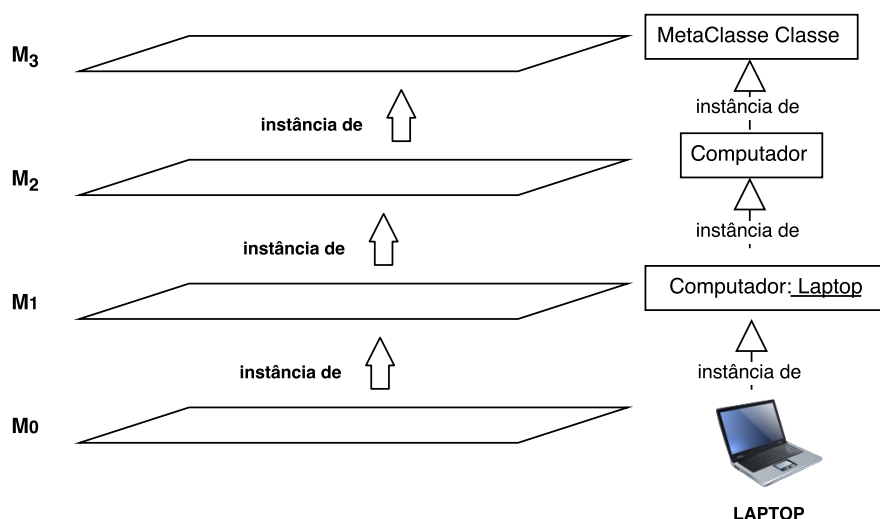 M3
MetaClasse Classe
instância de
instância de
M2
Computador
instância de
instância de
M1
Computador: Laptop
instância de
instância de
M0
LAPTOP